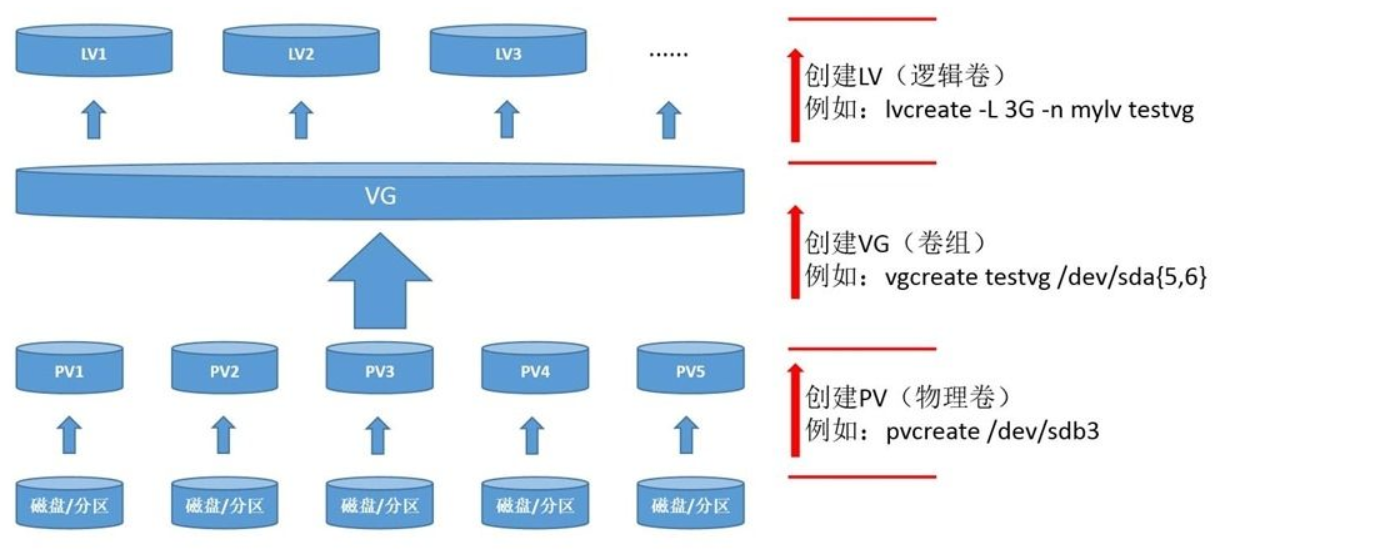 LV1
LV2
LV3
......
创建LV（逻辑卷）
例如：lvcreate -L 3G -n mylv testvg
VG
创建VG（卷组）
例如：vgcreate testvg /dev/sda{5,6}
PV1
PV2
PV3
PV4
PV5
创建PV（物理卷）
例如：pvcreate /dev/sdb3
磁盘/分区
磁盘/分区
磁盘/分区
磁盘/分区
磁盘/分区